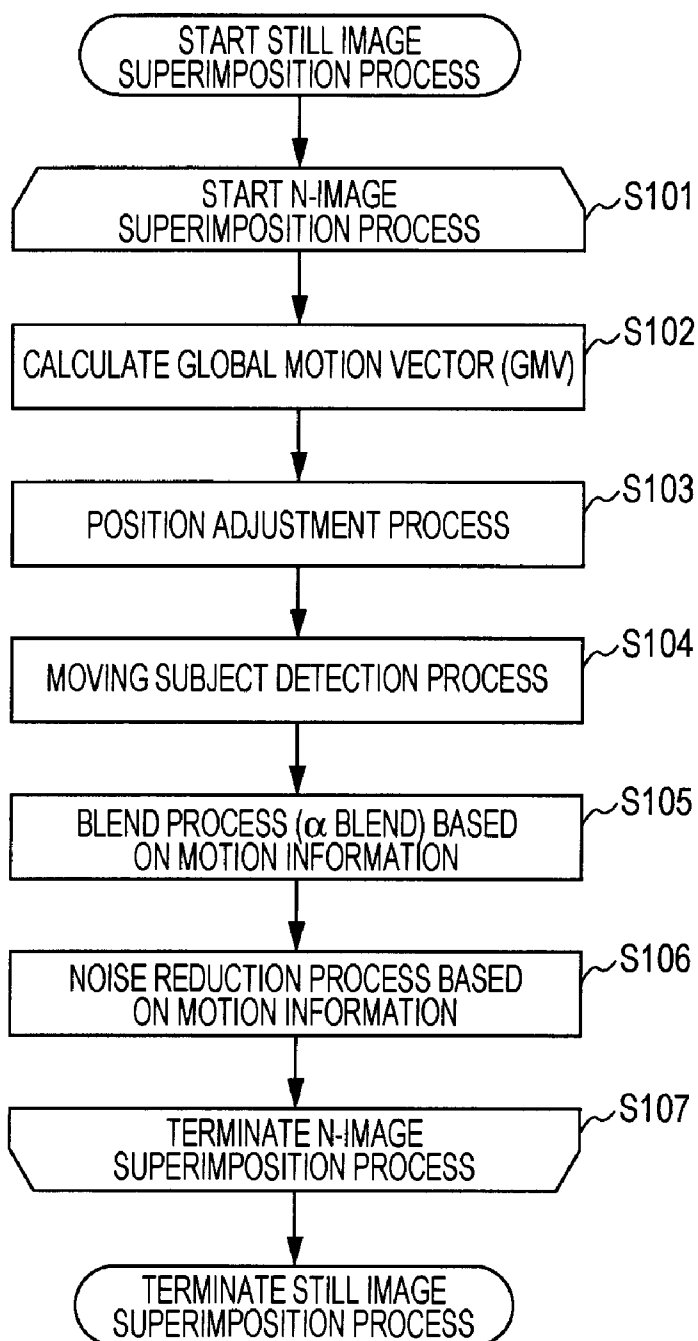 START STILL IMAGE
SUPERIMPOSITION PROCESS
START N-IMAGE
SUPERIMPOSITION PROCESS
S101
CALCULATE GLOBAL MOTION VECTOR (GMV)
S102
POSITION ADJUSTMENT PROCESS
S103
MOVING SUBJECT DETECTION PROCESS
S104
BLEND PROCESS (α BLEND) BASED
ON MOTION INFORMATION
S105
NOISE REDUCTION PROCESS BASED
ON MOTION INFORMATION
S106
TERMINATE N-IMAGE
SUPERIMPOSITION PROCESS
S107
TERMINATE STILL IMAGE
SUPERIMPOSITION PROCESS